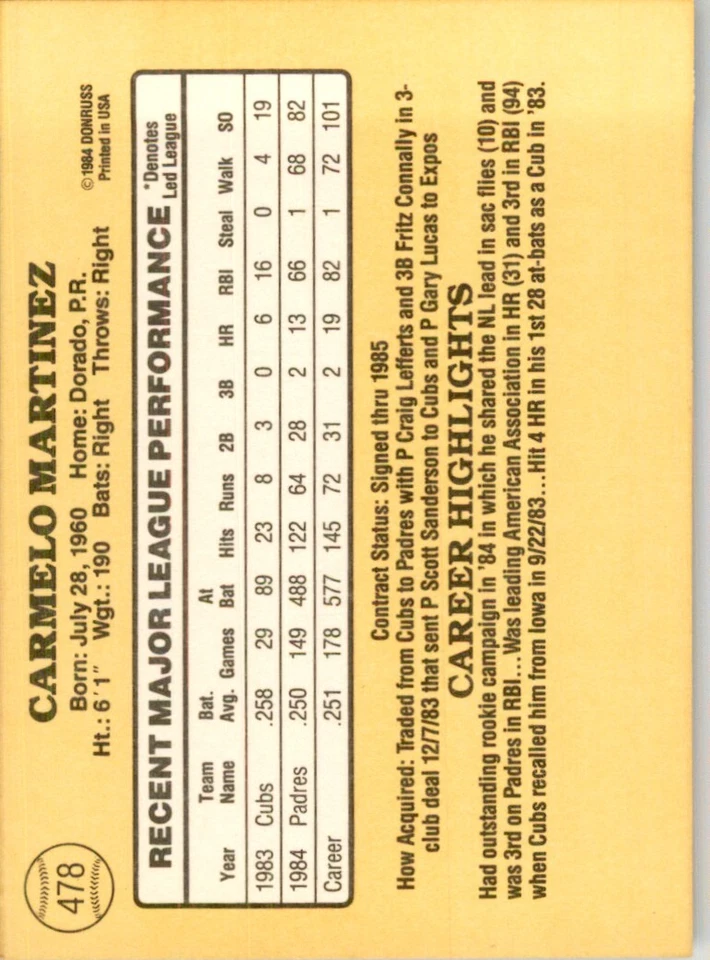 478
CARMELO MARTINEZ
Born: July 28, 1960 Home: Dorado, P.R.
Ht.: 6'1" Wgt.: 190 Bats: Right Throws: Right
©1984 DONRUSS
Printed in USA
RECENT MAJOR LEAGUE PERFORMANCE
*Denotes
Led League
Year Team Name Bat. Avg. Games At Bat Hits Runs 2B 3B HR RBI Steal Walk SO
1983 Cubs .258 29 89 23 8 3 0 6 16 0 4 19
1984 Padres .250 149 488 122 64 28 2 13 66 1 68 82
Career .251 178 577 145 72 31 2 19 82 1 72 101
Contract Status: Signed thru 1985
How Acquired: Traded from Cubs to Padres with P Craig Lefferts and 3B Fritz Connally in 3-
club deal 12/7/83 that sent P Scott Sanderson to Cubs and P Gary Lucas to Expos
CAREER HIGHLIGHTS
Had outstanding rookie campaign in '84 in which he shared the NL lead in sac flies (10) and
was 3rd on Padres in RBI...Was leading American Association in HR (31) and 3rd in RBI (94)
when Cubs recalled him from Iowa in 9/22/83...Hit 4 HR in his 1st 28 at-bats as a Cub in '83.